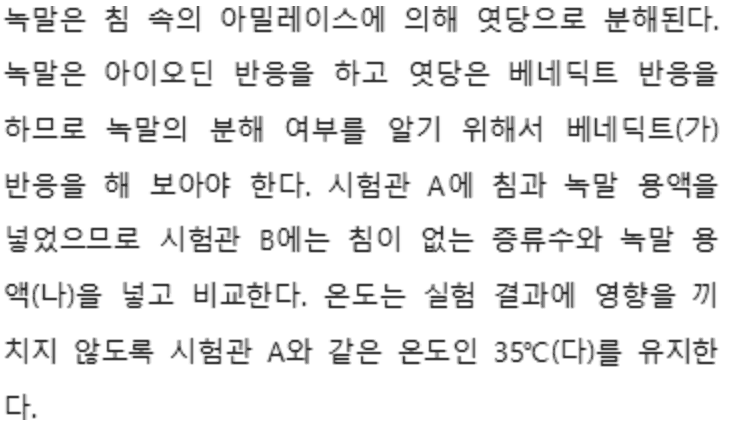 녹말은 침 속의 아밀레이스에 의해 엿당으로 분해된다.
녹말은 아이오딘 반응을 하고 엿당은 베네딕트 반응을
하므로 녹말의 분해 여부를 알기 위해서 베네딕트(가)
반응을 해 보아야 한다. 시험관 A에 침과 녹말 용액을
넣었으므로 시험관 B에는 침이 없는 증류수와 녹말 용
액(나)을 넣고 비교한다. 온도는 실험 결과에 영향을 끼
치지 않도록 시험관 A와 같은 온도인 35℃(다)를 유지한
다.